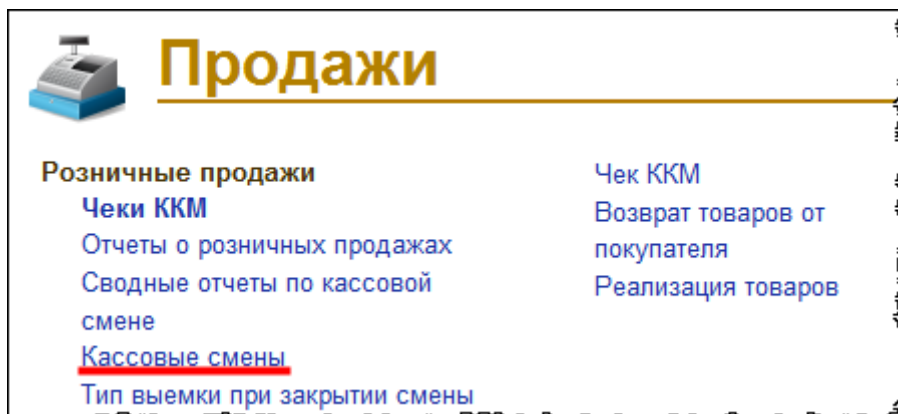 Продажи
Розничные продажи
Чеки ККМ
Отчеты о розничных продажах
Сводные отчеты по кассовой
смене
Кассовые смены
Тип выемки при закрытии смены
Чек ККМ
Возврат товаров от
покупателя
Реализация товаров